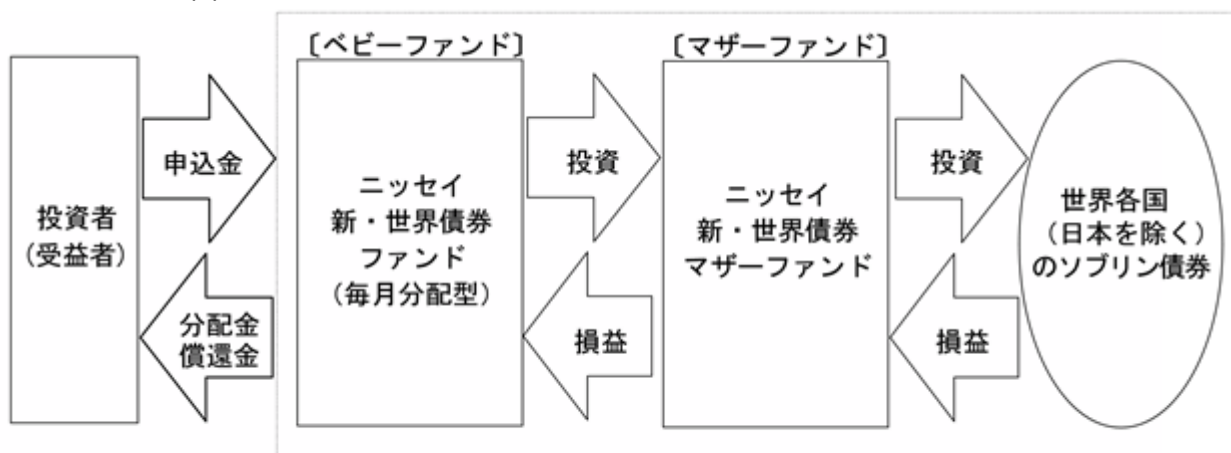 〔ベビーファンド〕
〔マザーファンド〕
投資者
（受益者）
申込金
分配金
償還金
ニッセイ
新・世界債券
ファンド
（毎月分配型）
投資
損益
ニッセイ
新・世界債券
マザーファンド
投資
損益
世界各国
（日本を除く）
のソブリン債券